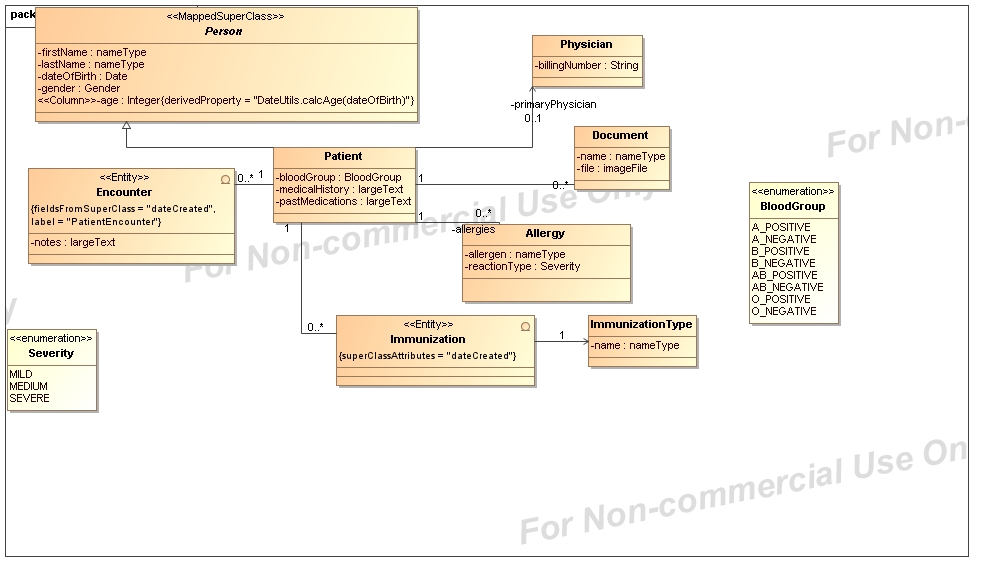 pack
<<MappedSuperClass>>
Person
-firstName : nameType
-lastName : nameType
-dateOfBirth : Date
-gender : Gender
<<Column>>-age : Integer{derivedProperty = "DateUtils.calcAge(dateOfBirth)"}
Physician
-billingNumber : String
-primaryPhysician
0..1
Document
-name : nameType
-file : imageFile
For Non-
Patient
-bloodGroup : BloodGroup
-medicalHistory : largeText
-pastMedications : largeText
<<Entity>>
Encounter
{fieldsFromSuperClass = "dateCreated",
label = "PatientEncounter"}
-notes : largeText
0..* 1
1
0..*
1
0..*
-allergies
Allergy
-allergen : nameType
-reactionType : Severity
<<enumeration>>
BloodGroup
A_POSITIVE
A_NEGATIVE
B_POSITIVE
B_NEGATIVE
AB_POSITIVE
AB_NEGATIVE
O_POSITIVE
O_NEGATIVE
For Non-commercial Use Only
1
0..*
<<Entity>>
Immunization
{superClassAttributes = "dateCreated"}
1
ImmunizationType
-name : nameType
y
<<enumeration>>
Severity
MILD
MEDIUM
SEVERE
For Non-commercial Use On